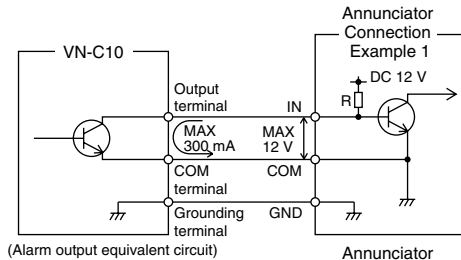 Annunciator
Connection
Example 1
VN-C10
DC 12 V
Output
terminal
IN
R
MAX
300 mA
MAX
12 V
COM
terminal
COM
Grounding
terminal
GND
(Alarm output equivalent circuit)
Annunciator